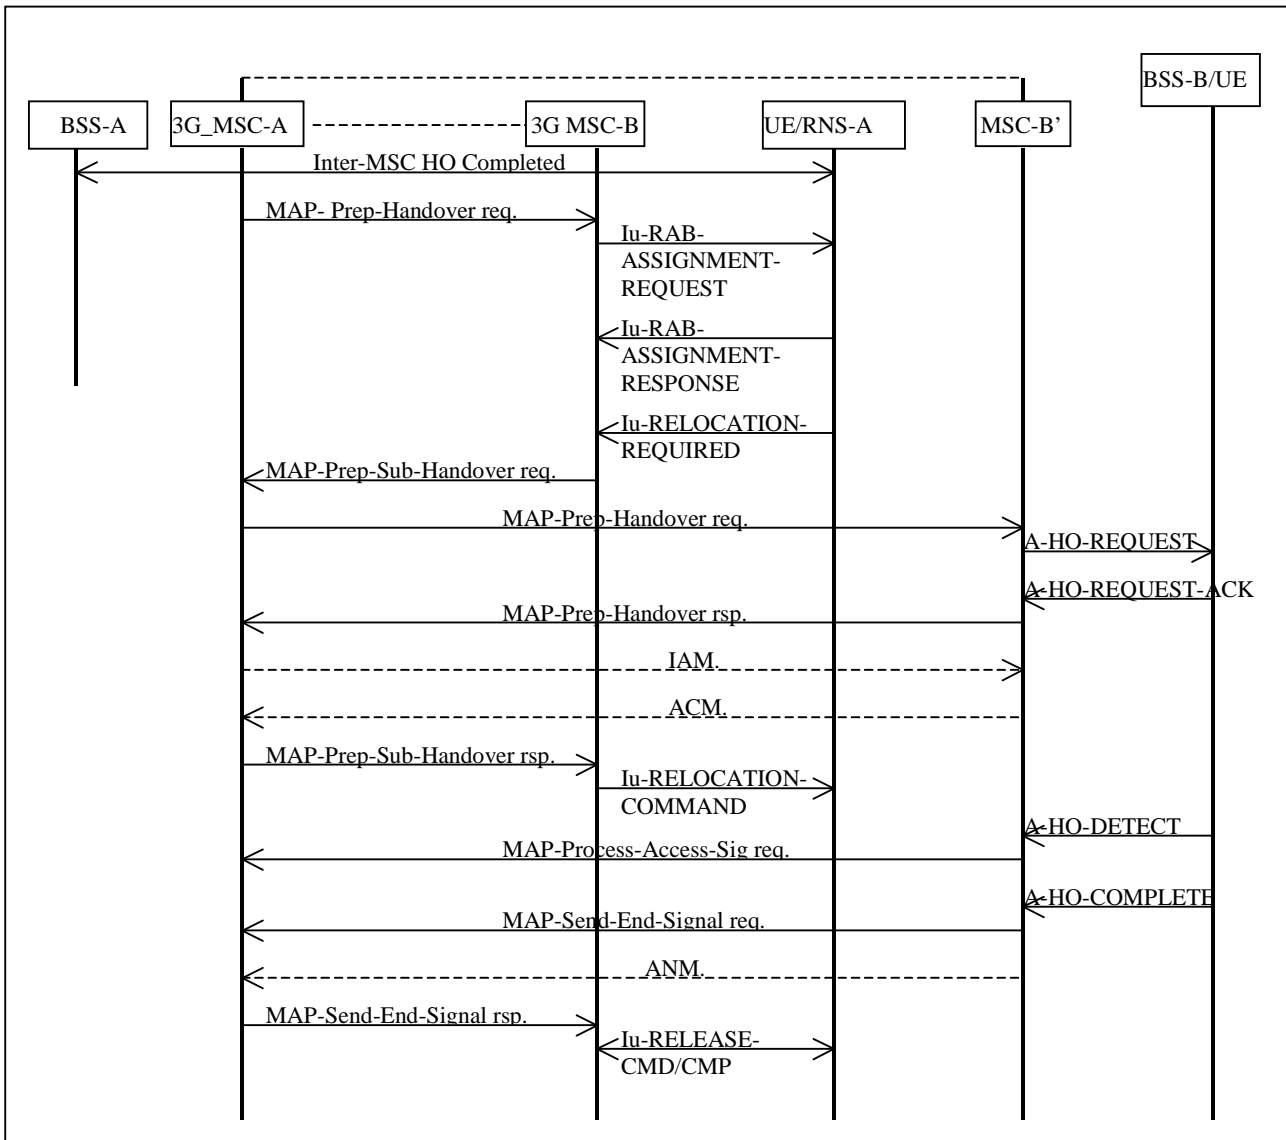 BSS-B/UE
BSS-A
3G_MSC-A
3G MSC-B
UE/RNS-A
MSC-B’
Inter-MSC HO Completed
MAP- Prep-Handover req.
Iu-RAB-
ASSIGNMENT-
REQUEST
Iu-RAB-
ASSIGNMENT-
RESPONSE
Iu-RELOCATION-
REQUIRED
MAP-Prep-Sub-Handover req.
MAP-Prep-Handover req.
A-HO-REQUEST
A-HO-REQUEST-ACK
MAP-Prep-Handover rsp.
IAM.
ACM.
MAP-Prep-Sub-Handover rsp.
Iu-RELOCATION-
COMMAND
A-HO-DETECT
MAP-Process-Access-Sig req.
A-HO-COMPLETE
MAP-Send-End-Signal req.
ANM.
MAP-Send-End-Signal rsp.
Iu-RELEASE-
CMD/CMP